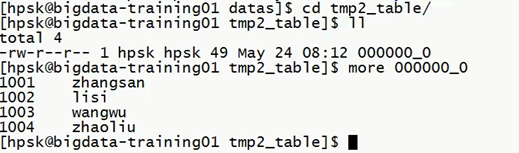 [hpsk@bigdata-training01 datas]$ cd tmp2_table/
[hpsk@bigdata-training01 tmp2_table]$ ll
total 4
-rw-r--r-- 1 hpsk hpsk 49 May 24 08:12 000000_0
[hpsk@bigdata-training01 tmp2_table]$ more 000000_0
1001    zhangsan
1002    lisi
1003    wangwu
1004    zhaoliu
[hpsk@bigdata-training01 tmp2_table]$